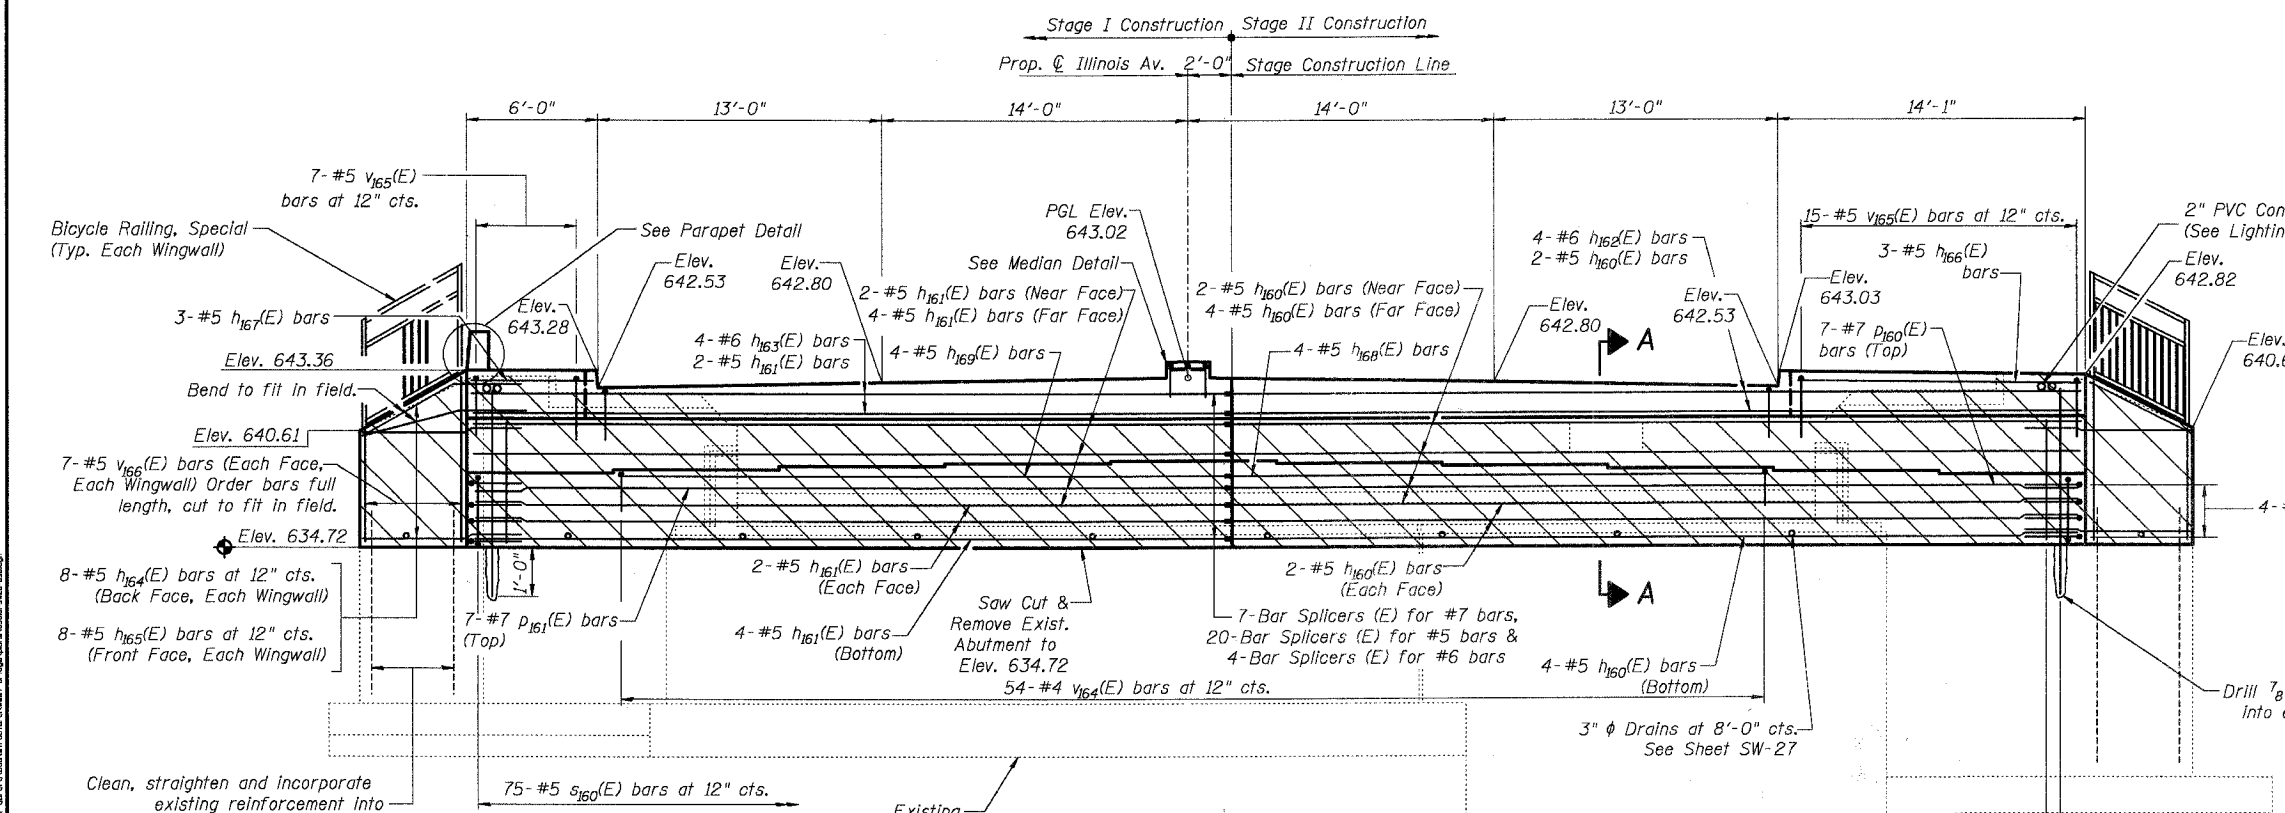 Stage I Construction Stage II Construction
Prop. ℄ Illinois Av. 2'-0" Stage Construction Line
6'-0" 13'-0" 14'-0" 14'-0" 13'-0" 14'-1"
7-#5 v165(E)
bars at 12" cts.
Bicycle Railing, Special
(Typ. Each Wingwall)
See Parapet Detail
PGL Elev.
643.02
See Median Detail
4-#6 h162(E) bars
2-#5 h160(E) bars
15-#5 v165(E) bars at 12" cts.
3-#5 h166(E)
bars
2" PVC
(See
Elev.
642.82
Elev.
642.53
Elev.
642.80
2-#5 h161(E) bars (Near Face)
4-#5 h161(E) bars (Far Face)
2-#5 h160(E) bars (Near Face)
4-#5 h160(E) bars (Far Face)
Elev.
642.80
Elev.
642.53
Elev.
643.03
7-#7 p160(E)
bars (Top)
Elev.
643.28
3-#5 h167(E) bars
4-#6 h163(E) bars
2-#5 h161(E) bars
4-#5 h169(E) bars
4-#5 h168(E) bars
A
Elev.
640.6
Elev. 643.36
Bend to fit in field.
Elev. 640.61
7-#5 v166(E) bars (Each Face,
Each Wingwall) Order bars full
length, cut to fit in field.
Elev. 634.72
4-
8-#5 h164(E) bars at 12" cts.
(Back Face, Each Wingwall)
8-#5 h165(E) bars at 12" cts.
(Front Face, Each Wingwall)
1'-0"
7-#7 p161(E) bars
(Top)
2-#5 h161(E) bars
(Each Face)
4-#5 h161(E) bars
(Bottom)
Saw Cut &
Remove Exist.
Abutment to
Elev. 634.72
2-#5 h160(E) bars
(Each Face)
7-Bar Splicers (E) for #7 bars,
20-Bar Splicers (E) for #5 bars &
4-Bar Splicers (E) for #6 bars
A
4-#5 h160(E) bars
(Bottom)
54-#4 v164(E) bars at 12" cts.
3" ϕ Drains at 8'-0" cts.
See Sheet SW-27
Drill 7/8
into
Clean, straighten and incorporate
existing reinforcement into
75-#5 s160(E) bars at 12" cts.
Existing